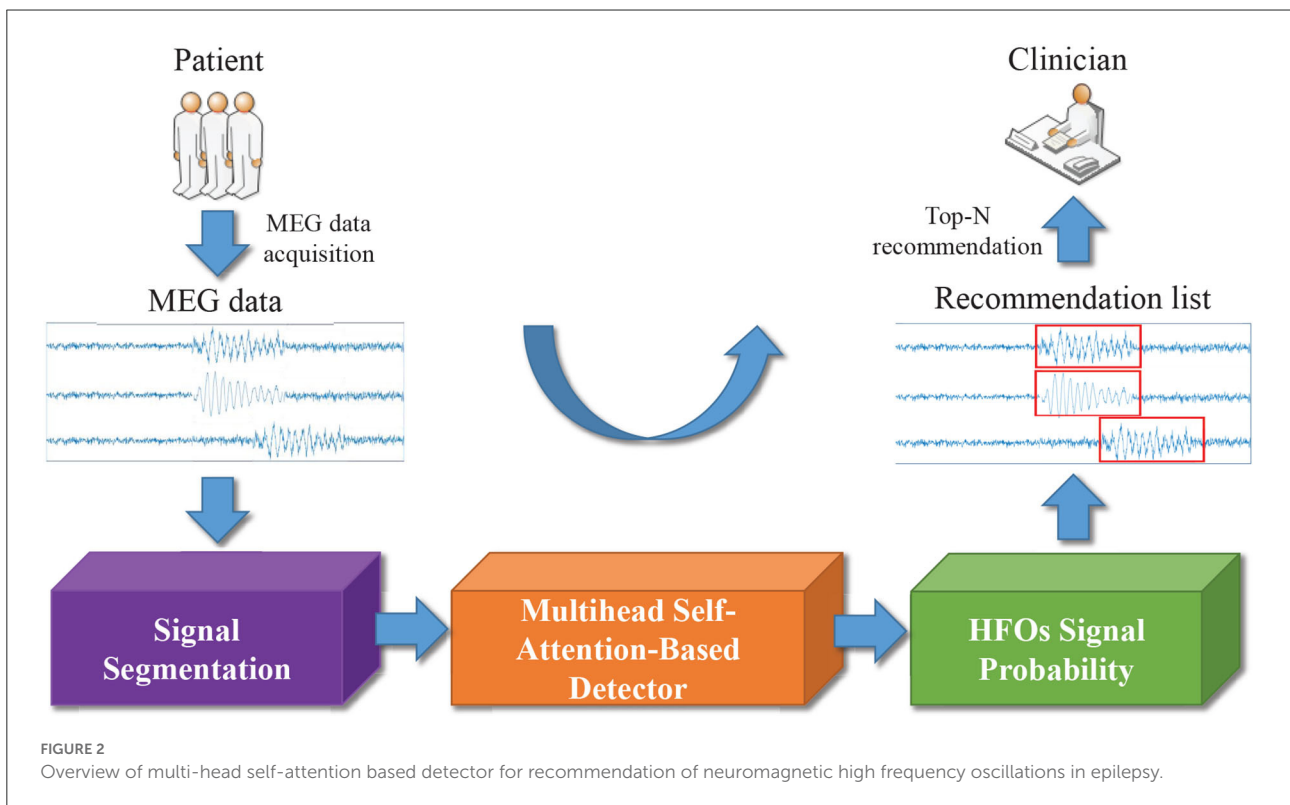 Patient
MEG data
acquisition
MEG data
Clinician
Top-N
recommendation
Recommendation list
Signal
Segmentation
Multihead Self-
Attention-Based
Detector
HFOs Signal
Probability
FIGURE 2
Overview of multi-head self-attention based detector for recommendation of neuromagnetic high frequency oscillations in epilepsy.